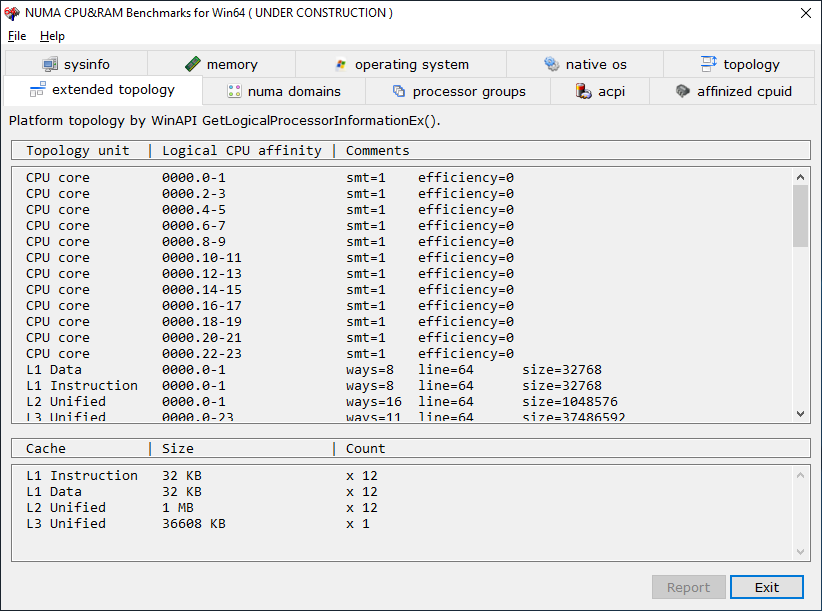 NUMA CPU&RAM Benchmarks for Win64 ( UNDER CONSTRUCTION )
File Help
sysinfo memory operating system native os topology
extended topology numa domains processor groups acpi affinized cpuid
Platform topology by WinAPI GetLogicalProcessorInformationEx().
Topology unit | Logical CPU affinity | Comments
CPU core 0000.0-1 smt=1 efficiency=0
CPU core 0000.2-3 smt=1 efficiency=0
CPU core 0000.4-5 smt=1 efficiency=0
CPU core 0000.6-7 smt=1 efficiency=0
CPU core 0000.8-9 smt=1 efficiency=0
CPU core 0000.10-11 smt=1 efficiency=0
CPU core 0000.12-13 smt=1 efficiency=0
CPU core 0000.14-15 smt=1 efficiency=0
CPU core 0000.16-17 smt=1 efficiency=0
CPU core 0000.18-19 smt=1 efficiency=0
CPU core 0000.20-21 smt=1 efficiency=0
CPU core 0000.22-23 smt=1 efficiency=0
L1 Data 0000.0-1 ways=8 line=64 size=32768
L1 Instruction 0000.0-1 ways=8 line=64 size=32768
L2 Unified 0000.0-1 ways=16 line=64 size=1048576
L3 Unified 0000.0-23 ways=11 line=64 size=37486592
Cache | Size | Count
L1 Instruction 32 KB x 12
L1 Data 32 KB x 12
L2 Unified 1 MB x 12
L3 Unified 36608 KB x 1
Report Exit